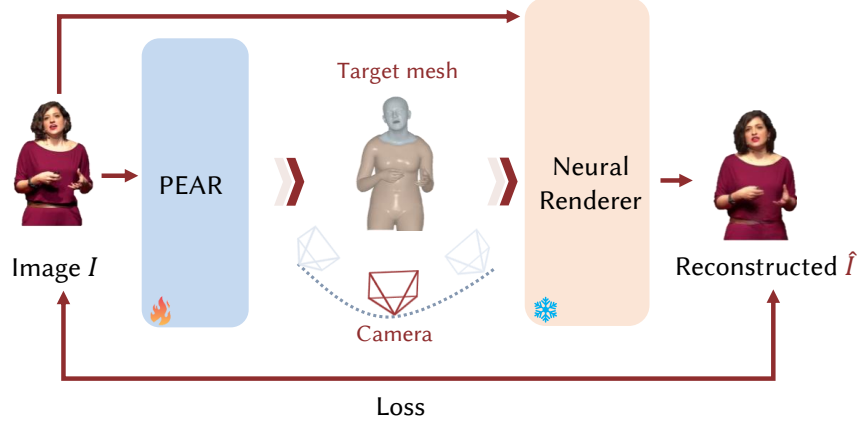 Target mesh
PEAR
Neural
Renderer
Image I
Reconstructed Î
Camera
Loss